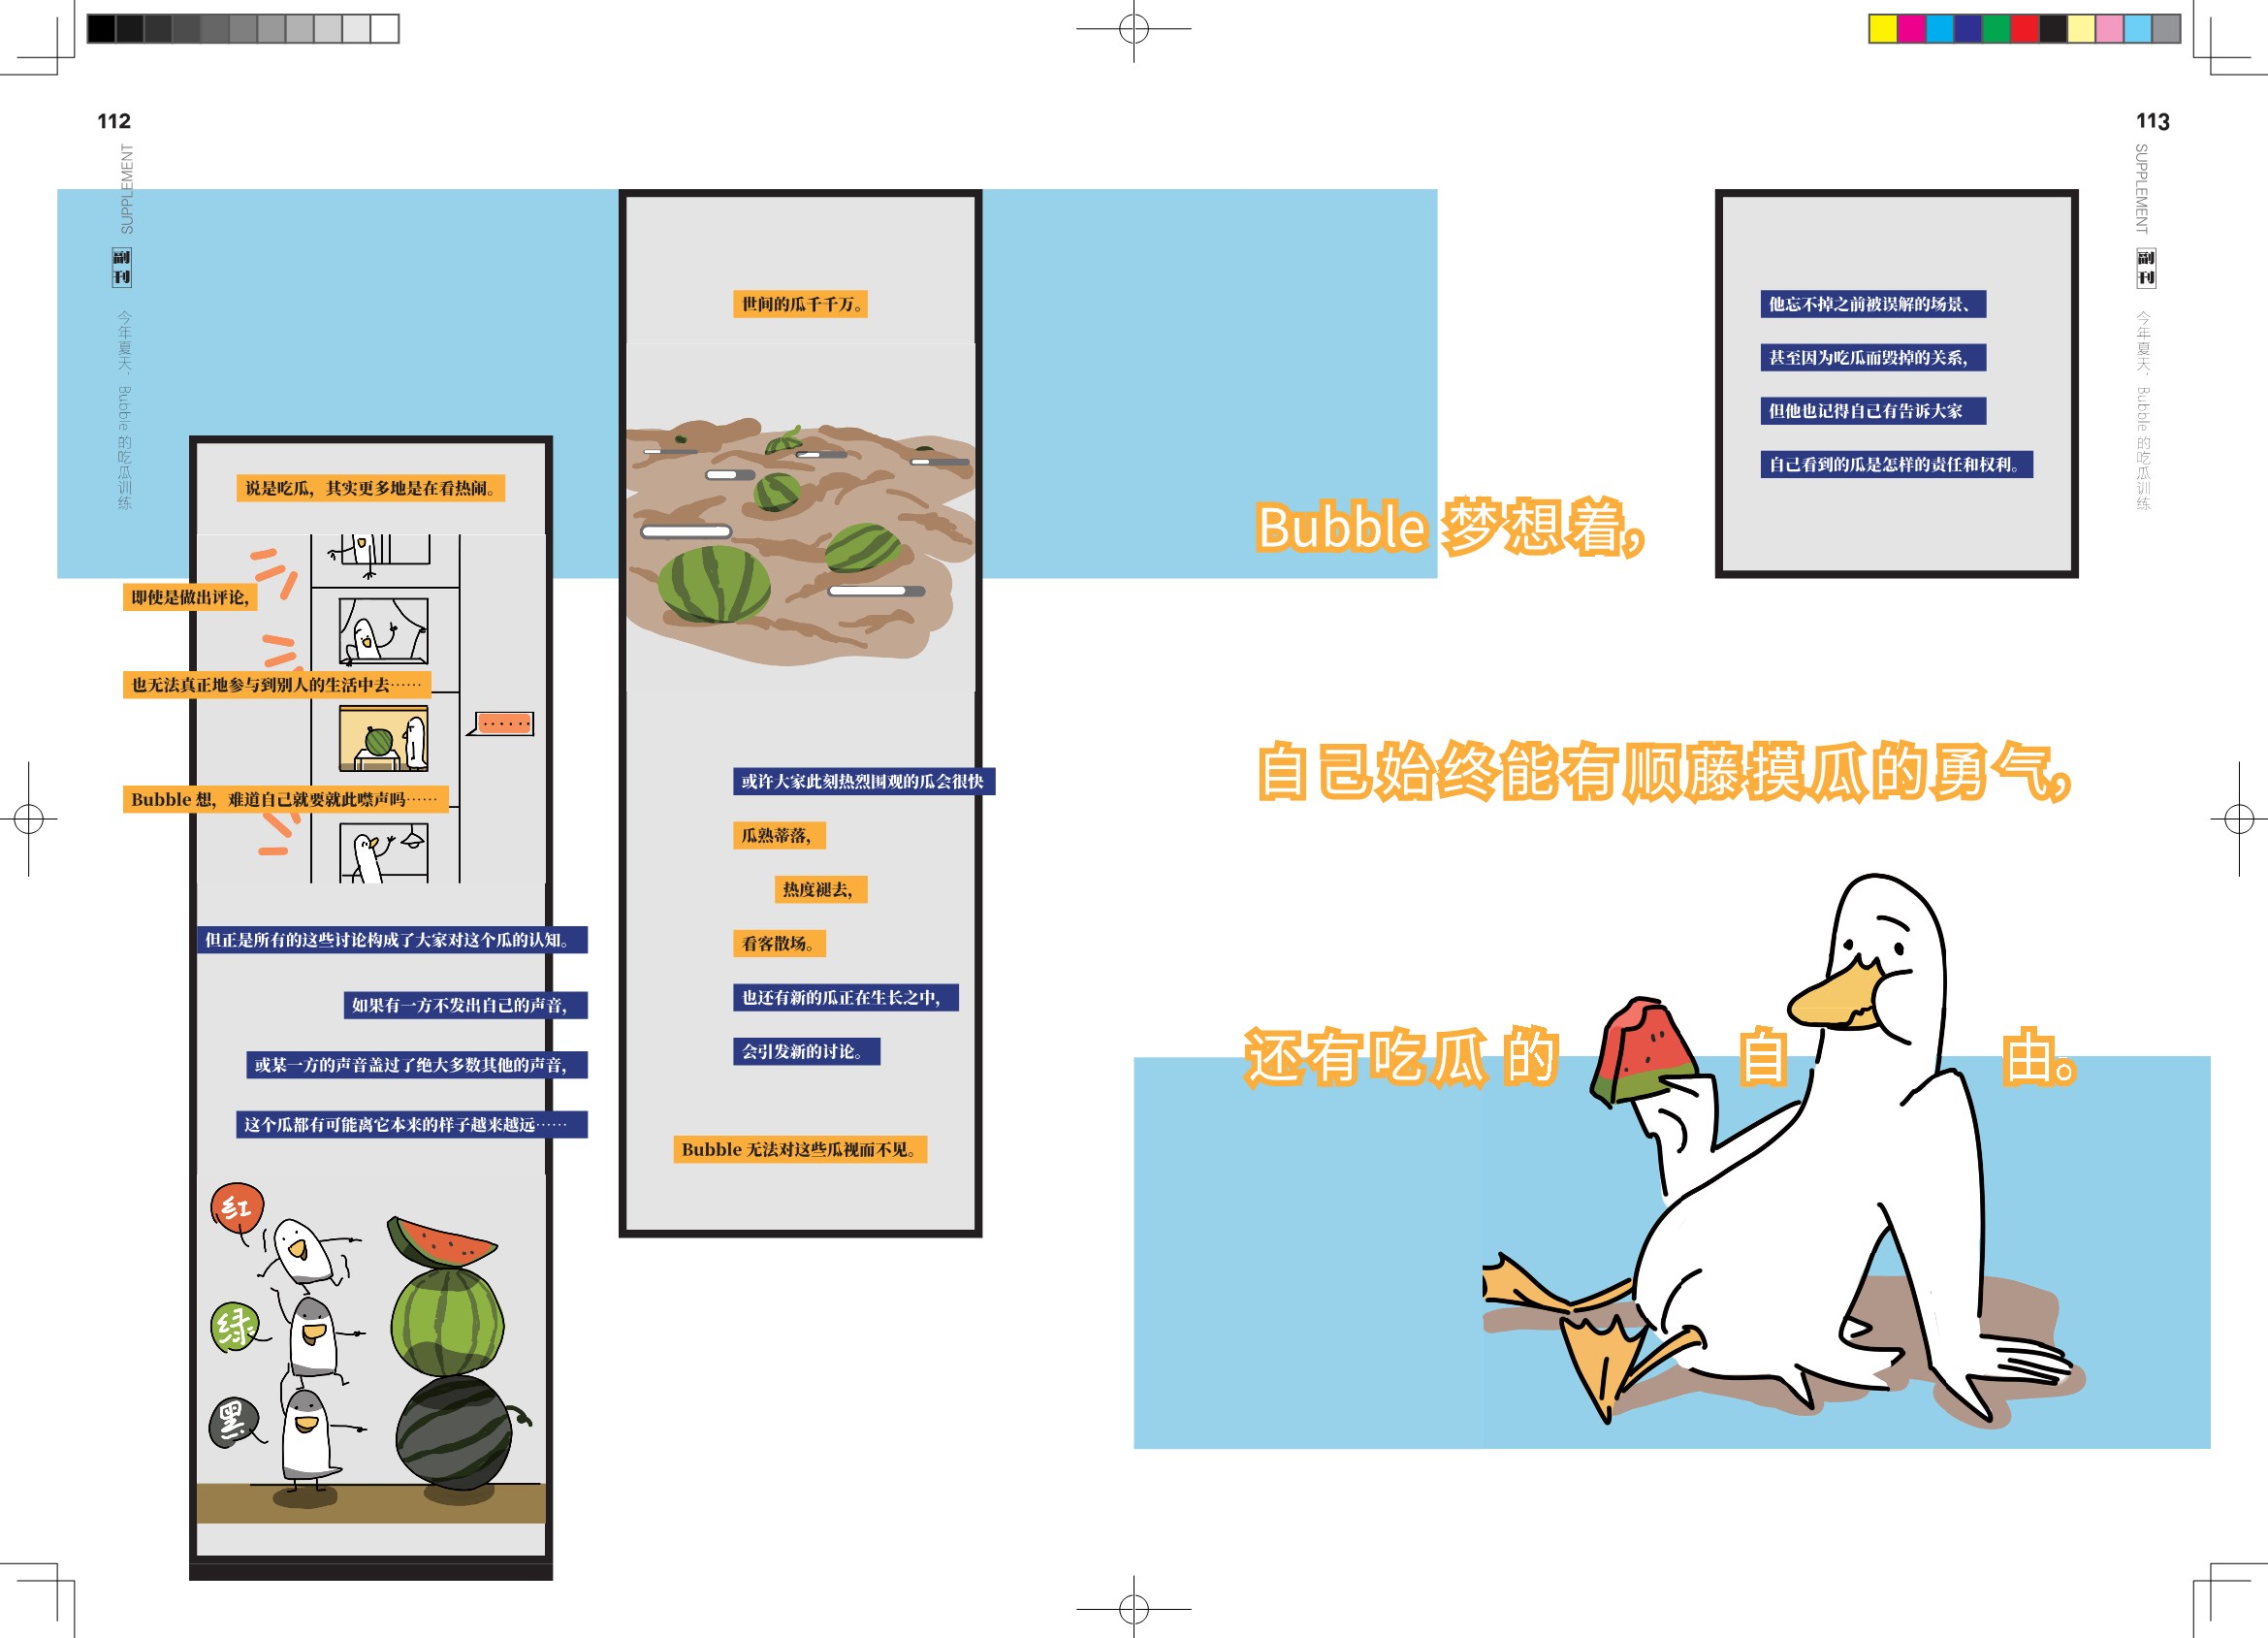 112
SUPPLEMENT
副刊
今年夏天，Bubble 的吃瓜训练
说是吃瓜，其实更多地是在看热闹。
即使是做出评论，
也无法真正地参与到别人的生活中去……
······
Bubble 想，难道自己就要就此噤声吗……
但正是所有的这些讨论构成了大家对这个瓜的认知。
如果有一方不发出自己的声音，
或某一方的声音盖过了绝大多数其他的声音，
这个瓜都有可能离它本来的样子越来越远……
红
绿
黑
世间的瓜千千万。
或许大家此刻热烈围观的瓜会很快
瓜熟蒂落，
热度褪去，
看客散场。
也还有新的瓜正在生长之中，
会引发新的讨论。
Bubble 无法对这些瓜视而不见。
113
SUPPLEMENT
副刊
今年夏天，Bubble 的吃瓜训练
他忘不掉之前被误解的场景、
甚至因为吃瓜而毁掉的关系，
但他也记得自己有告诉大家
自己看到的瓜是怎样的责任和权利。
Bubble 梦想着，
自己始终能有顺藤摸瓜的勇气，
还有吃瓜的自由。